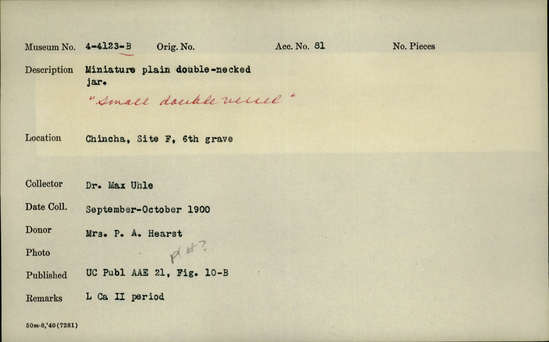 Museum No. 4-4123-B Orig. No. Acc. No. 81 No. Pieces
Description Miniature plain double-necked
jar.
"small double vessel"
Location Chincha, Site F, 6th grave
Collector Dr. Max Uhle
Date Coll. September-October 1900
Donor Mrs. P. A. Hearst
Photo
pl #?
Published UC Publ AAE 21, Fig. 10-B
Remarks L Ca II period
50m-8,'40(7281)